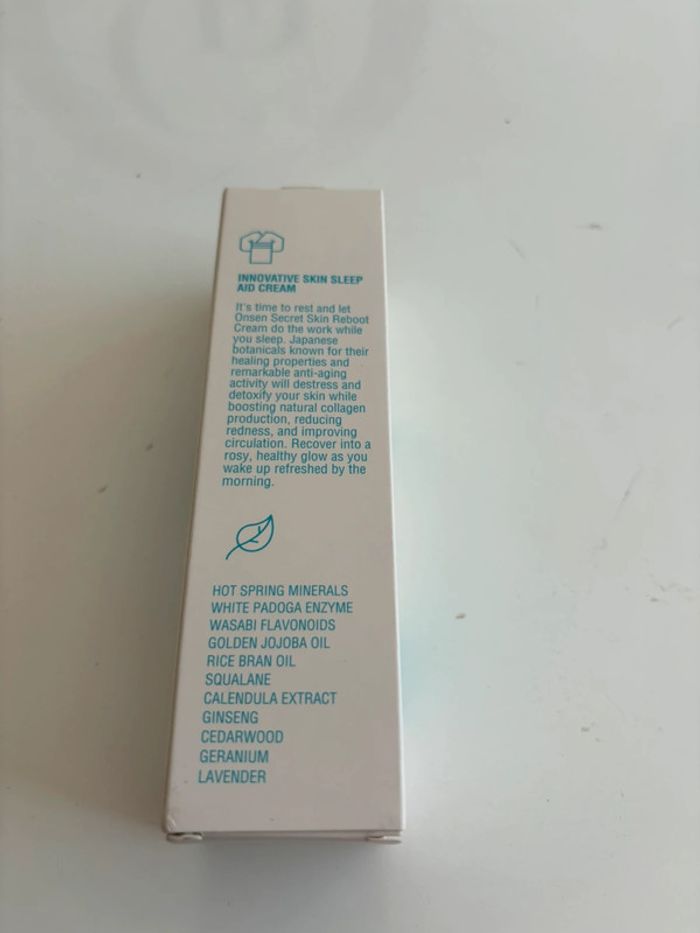 INNOVATIVE SKIN SLEEP
AID CREAM
It's time to rest and let
Onsen Secret Skin Reboot
Cream do the work while
you sleep. Japanese
botanicals known for their
healing properties and
remarkable anti-aging
activity will destress and
detoxify your skin while
boosting natural collagen
production, reducing
redness, and improving
circulation. Recover into a
rosy, healthy glow as you
wake up refreshed by the
morning.
HOT SPRING MINERALS
WHITE PADOGA ENZYME
WASABI FLAVONOIDS
GOLDEN JOJOBA OIL
RICE BRAN OIL
SQUALANE
CALENDULA EXTRACT
GINSENG
CEDARWOOD
GERANIUM
LAVENDER